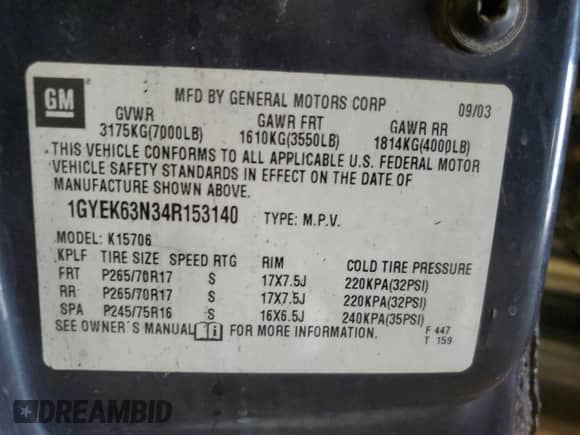 GM
MFD BY GENERAL MOTORS CORP 09/03
GVWR GAWR FRT GAWR RR
3175KG(7000LB) 1610KG(3550LB) 1814KG(4000LB)
THIS VEHICLE CONFORMS TO ALL APPLICABLE U.S. FEDERAL MOTOR
VEHICLE SAFETY STANDARDS IN EFFECT ON THE DATE OF
MANUFACTURE SHOWN ABOVE.
1GYEK63N34R153140 TYPE: M.P.V.
MODEL: K15706
KPLF TIRE SIZE SPEED RTG RIM COLD TIRE PRESSURE
FRT P265/70R17 S 17X7.5J 220KPA(32PSI)
RR P265/70R17 S 17X7.5J 220KPA(32PSI)
SPA P245/75R16 S 16X6.5J 240KPA(35PSI)
SEE OWNER'S MANUAL i FOR MORE INFORMATION.
F 447
T 159
DREAMBID